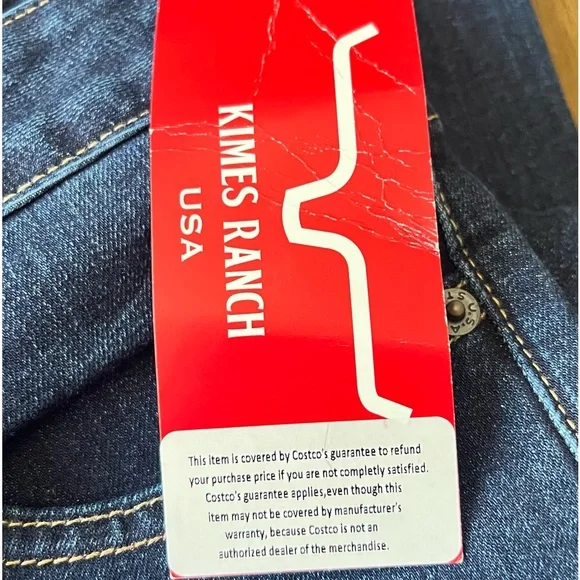 KIMES RANCH
USA
U.S.A
This item is covered by Costco's guarantee to refund
your purchase price if you are not completly satisfied.
Costco's guarantee applies,even though this
item may not be covered by manufacturer's
warranty, because Costco is not an
authorized dealer of the merchandise.